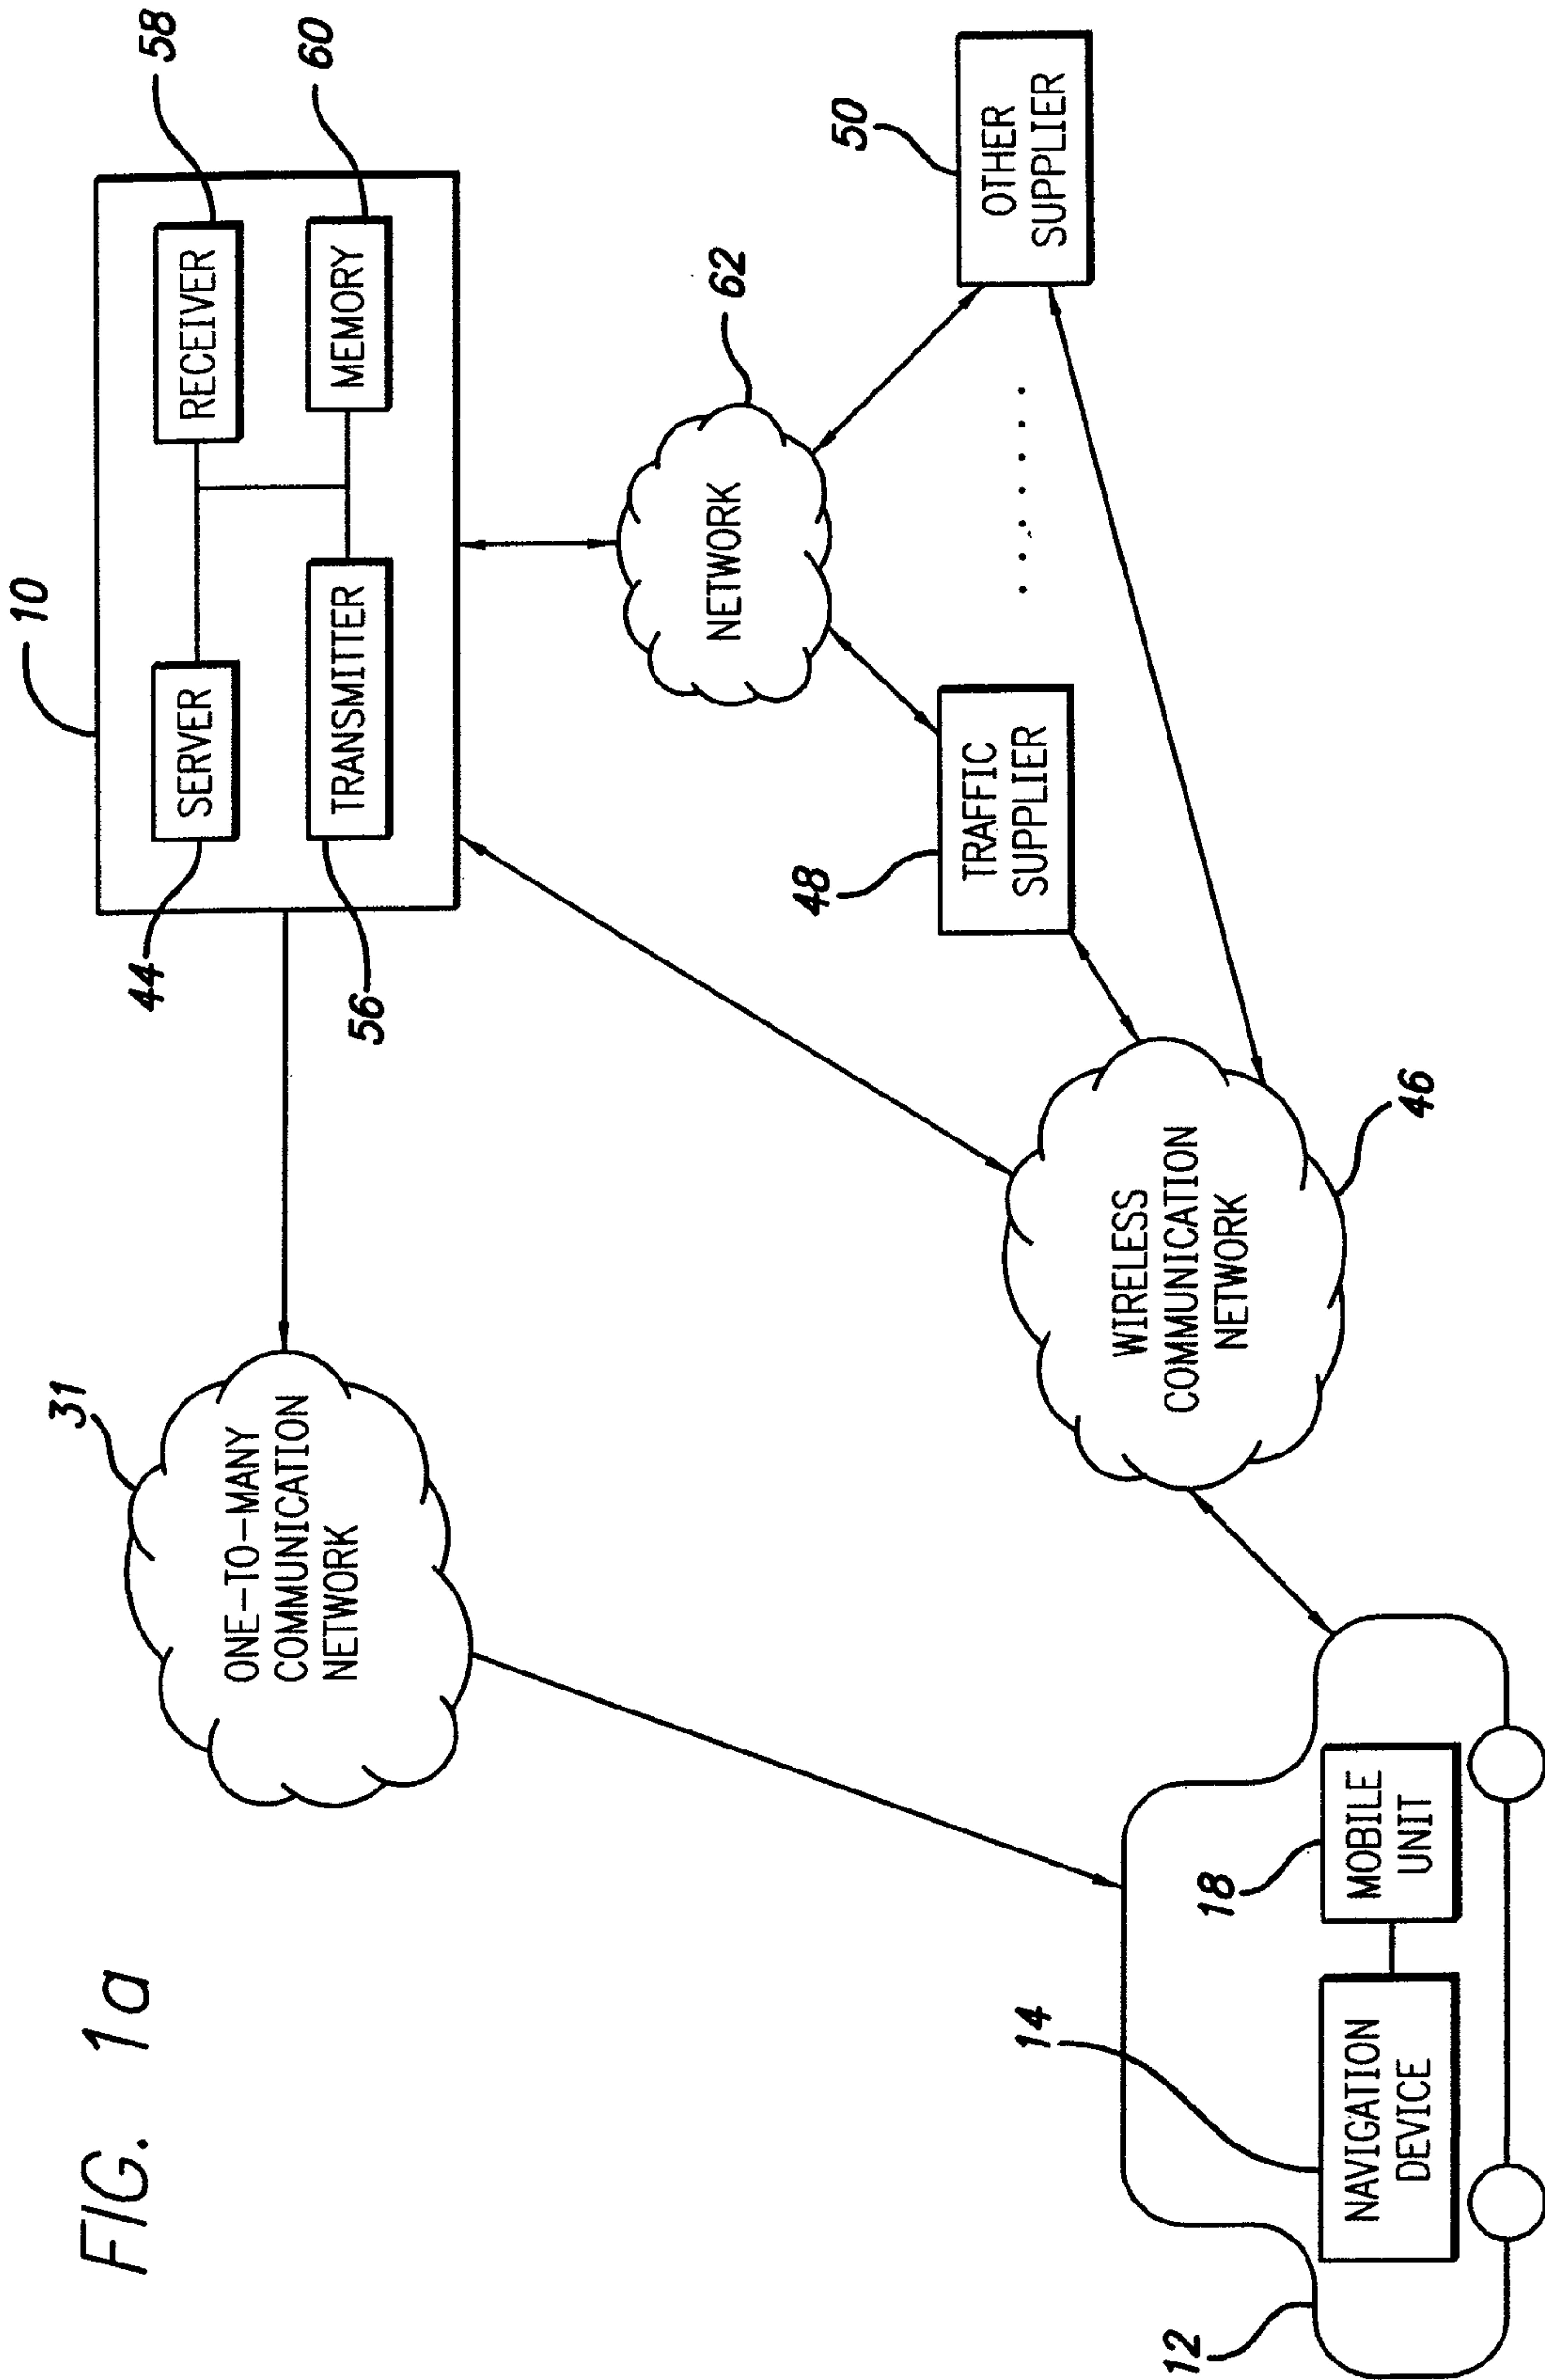 FIG. 1a
10
SERVER
RECEIVER
44
58
TRANSMITTER
MEMORY
56
60
31
ONE-TO-MANY
COMMUNICATION
NETWORK
62
NETWORK
50
OTHER
SUPPLIER
48
TRAFFIC
SUPPLIER
. . . . . . .
WIRELESS
COMMUNICATION
NETWORK
46
14
18
NAVIGATION
DEVICE
MOBILE
UNIT
12